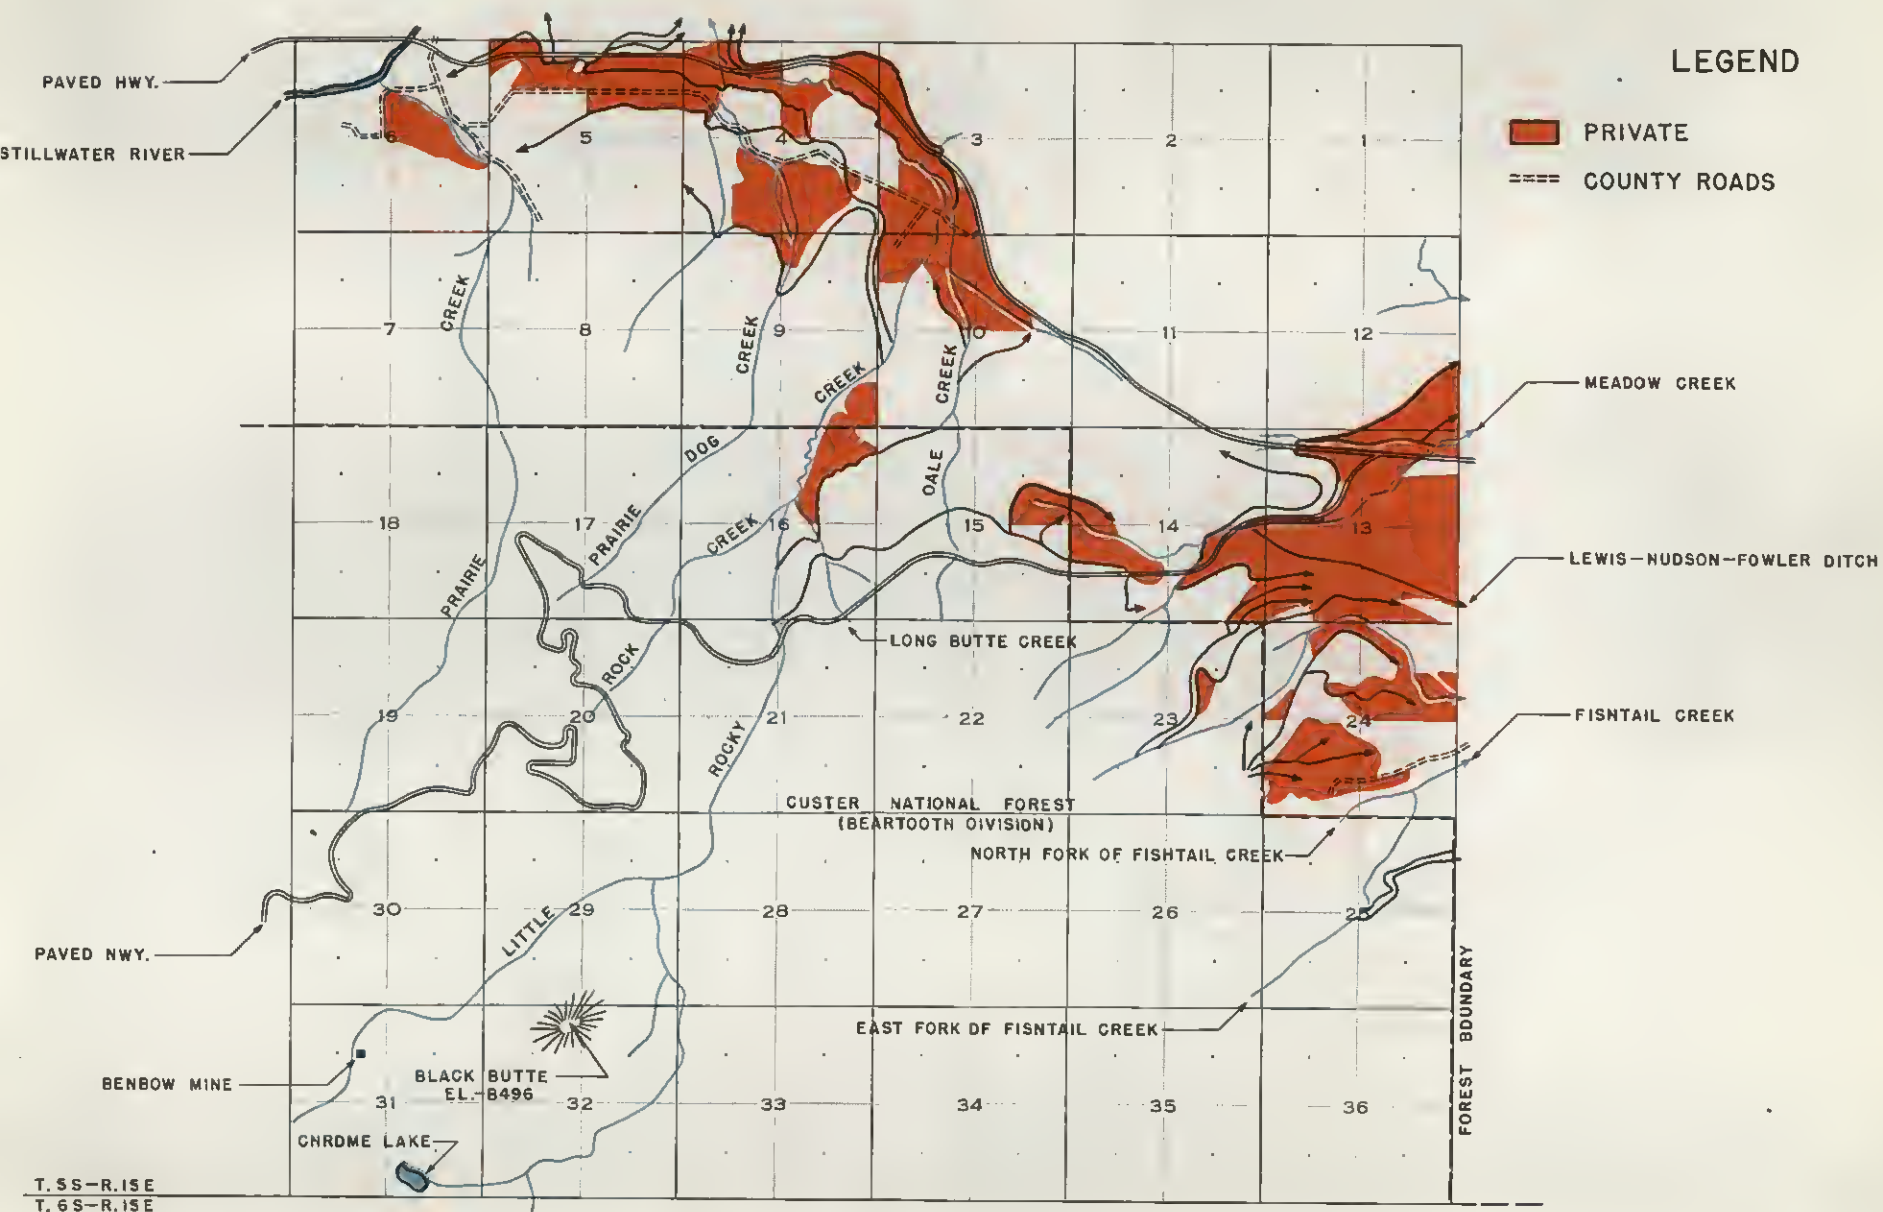 LEGEND
PRIVATE
COUNTY ROADS
PAVED HWY.
STILLWATER RIVER
6 5 4 3 2 1
7 8 9 10 11 12
CREEK
CREEK
CREEK
CREEK
MEADOW CREEK
DOG
DALE
18 17 16 15 14 13
PRAIRIE
CREEK
PRAIRIE
LEWIS-NUDSON-FOWLER DITCH
LONG BUTTE CREEK
ROCK
19 20 21 22 23 24
ROCKY
FISNTAIL CREEK
CUSTER NATIONAL FOREST
(BEARTOOTH DIVISION)
NORTH FORK OF FISHTAIL CREEK
30 29 28 27 26 25
LITTLE
PAVED NWY.
EAST FORK OF FISNTAIL CREEK
FOREST BOUNDARY
BENBOW MINE
BLACK BUTTE
EL.-8496
31 32 33 34 35 36
CNROME LAKE
T. 5S-R. 15E
T. 6S-R. 15E